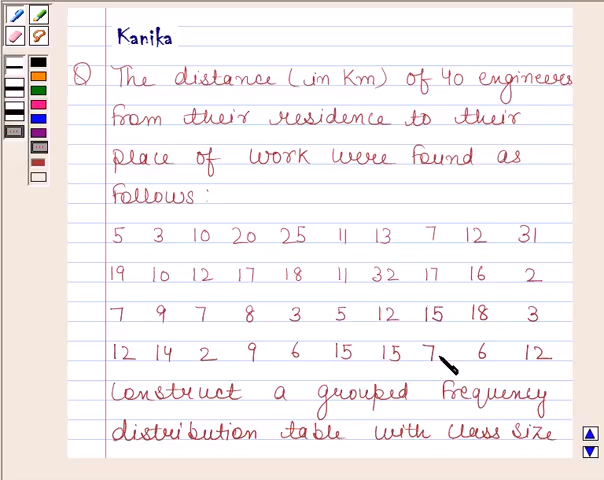 Kanika
Q The distance (in Km) of 40 engineers
from their residence to their
place of work were found as
follows:
5 3 10 20 25 11 13 7 12 31
19 10 12 17 18 11 32 17 16 2
7 9 7 8 3 5 12 15 18 3
12 14 2 9 6 15 15 7 6 12
Construct a grouped frequency
distribution table with class size